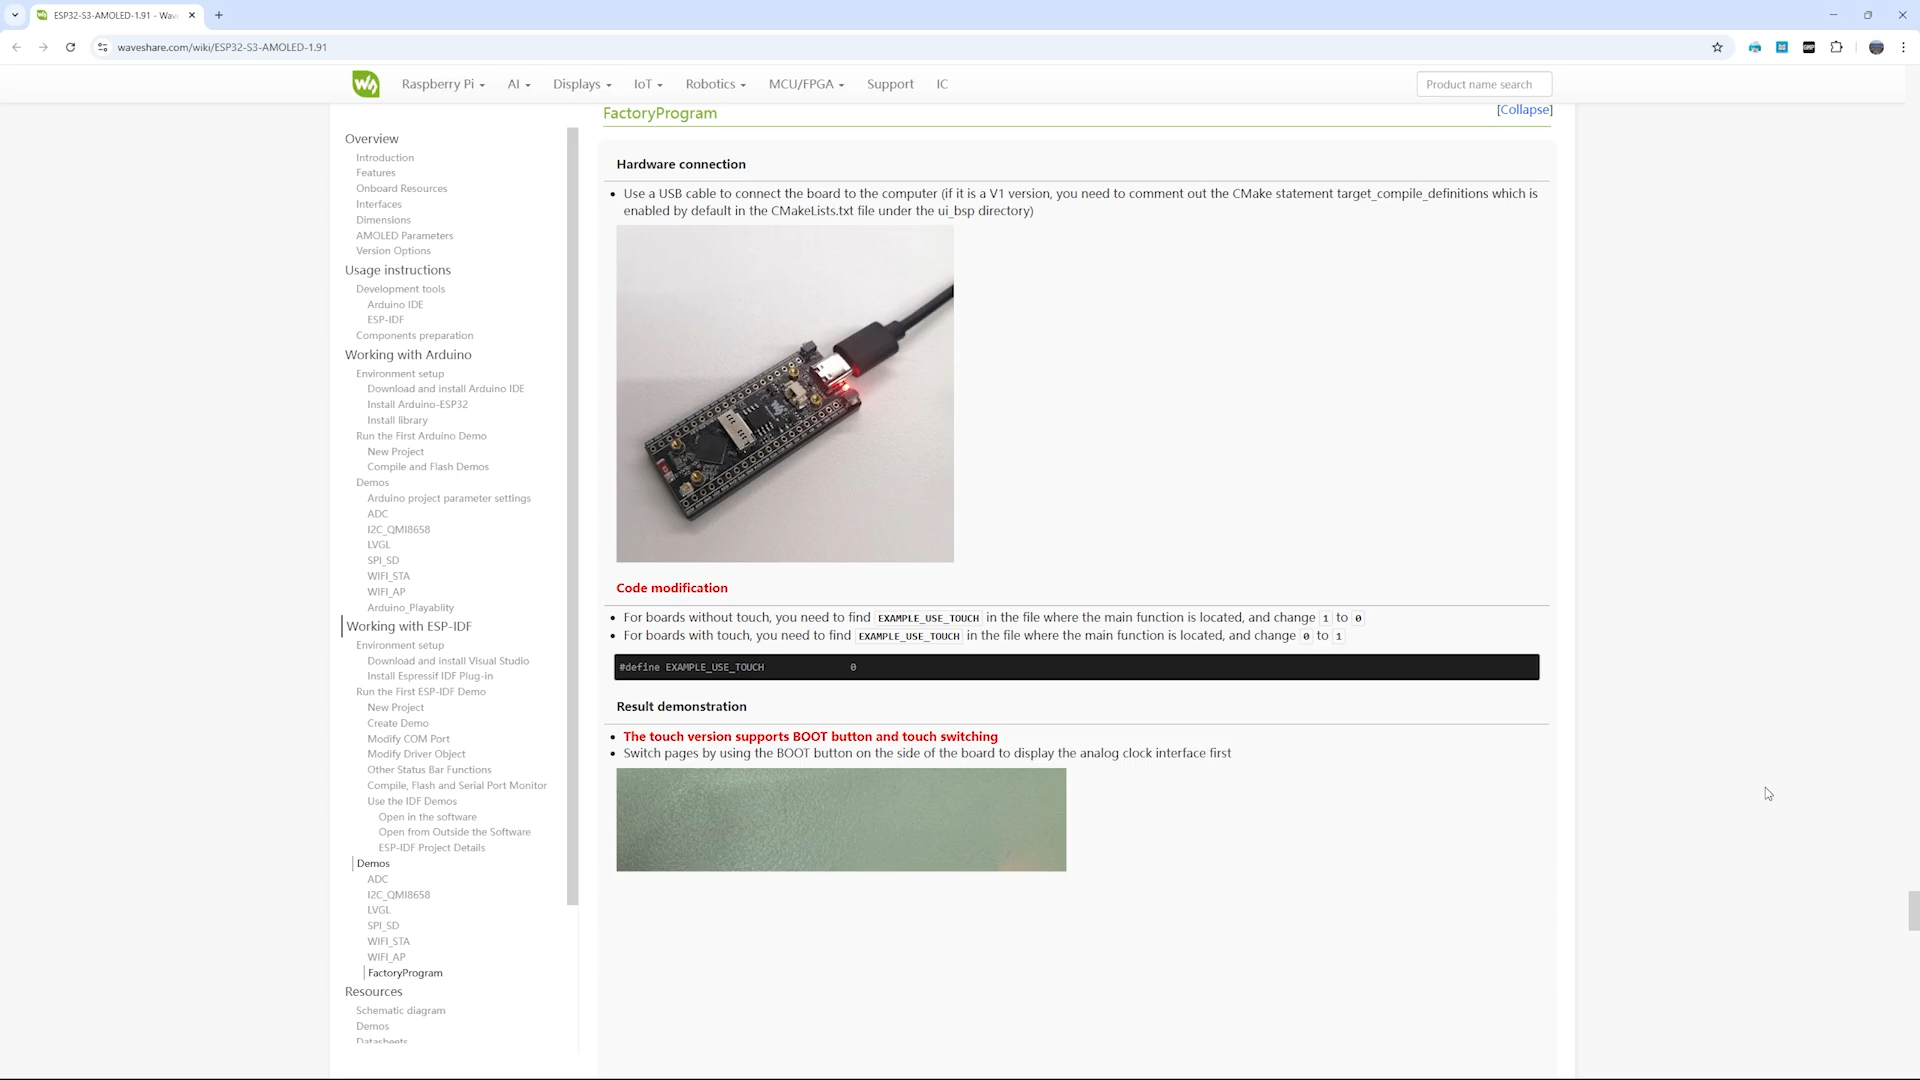 ESP32-S3-AMOLED-1.91 - Wav
waveshare.com/wiki/ESP32-S3-AMOLED-1.91
Raspberry Pi
AI
Displays
IoT
Robotics
MCU/FPGA
Support
IC
Product name search
Overview
Introduction
Features
Onboard Resources
Interfaces
Dimensions
AMOLED Parameters
Version Options
Usage instructions
Development tools
Arduino IDE
ESP-IDF
Components preparation
Working with Arduino
Environment setup
Download and install Arduino IDE
Install Arduino-ESP32
Install library
Run the First Arduino Demo
New Project
Compile and Flash Demos
Demos
Arduino project parameter settings
ADC
I2C_QMI8658
LVGL
SPI_SD
WIFI_STA
WIFI_AP
Arduino_Playablity
Working with ESP-IDF
Environment setup
Download and install Visual Studio
Install Espressif IDF Plug-in
Run the First ESP-IDF Demo
New Project
Create Demo
Modify COM Port
Modify Driver Object
Other Status Bar Functions
Compile, Flash and Serial Port Monitor
Use the IDF Demos
Open in the software
Open from Outside the Software
ESP-IDF Project Details
Demos
ADC
I2C_QMI8658
LVGL
SPI_SD
WIFI_STA
WIFI_AP
FactoryProgram
Resources
Schematic diagram
Demos
Datasheets
FactoryProgram
[Collapse]
Hardware connection
Use a USB cable to connect the board to the computer (if it is a V1 version, you need to comment out the CMake statement target_compile_definitions which is
enabled by default in the CMakeLists.txt file under the ui_bsp directory)
Code modification
For boards without touch, you need to find EXAMPLE_USE_TOUCH in the file where the main function is located, and change 1 to 0
For boards with touch, you need to find EXAMPLE_USE_TOUCH in the file where the main function is located, and change 0 to 1
#define EXAMPLE_USE_TOUCH 0
Result demonstration
The touch version supports BOOT button and touch switching
Switch pages by using the BOOT button on the side of the board to display the analog clock interface first